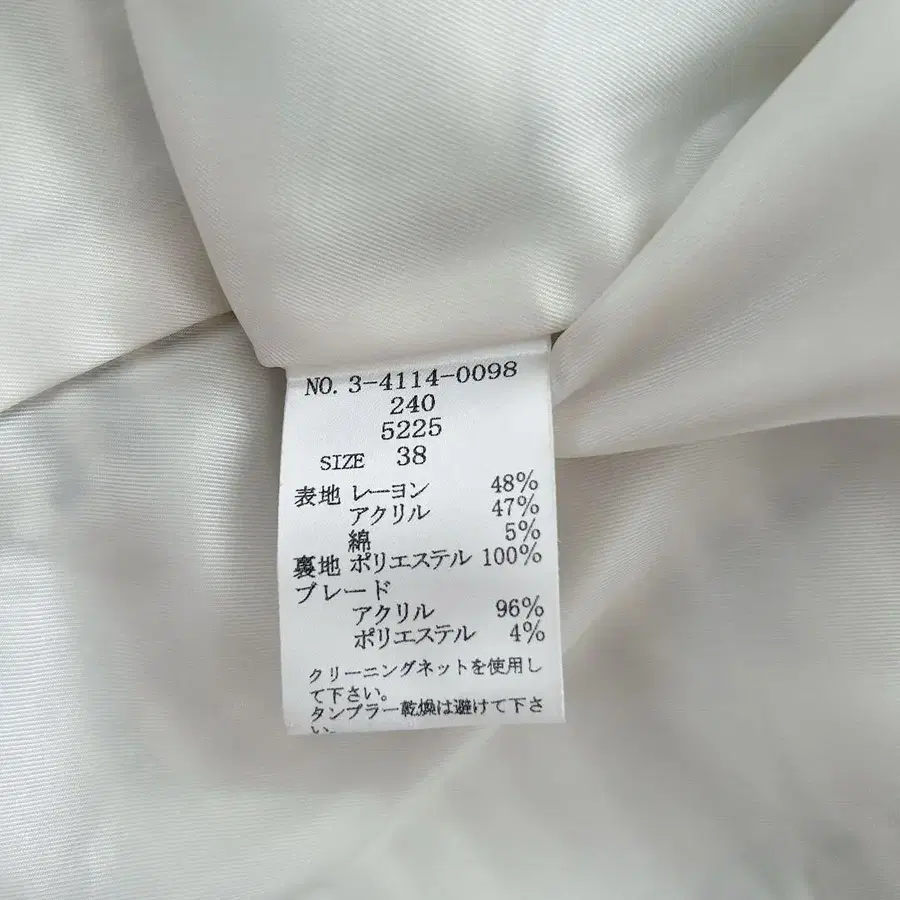 NO. 3-4114-0098
240
5225
SIZE 38
表地 レーヨン 48%
アクリル 47%
綿 5%
裏地 ポリエステル 100%
ブレード
アクリル 96%
ポリエステル 4%
クリーニングネットを使用し
て下さい。
タンブラー乾燥は避けて下さ
い。